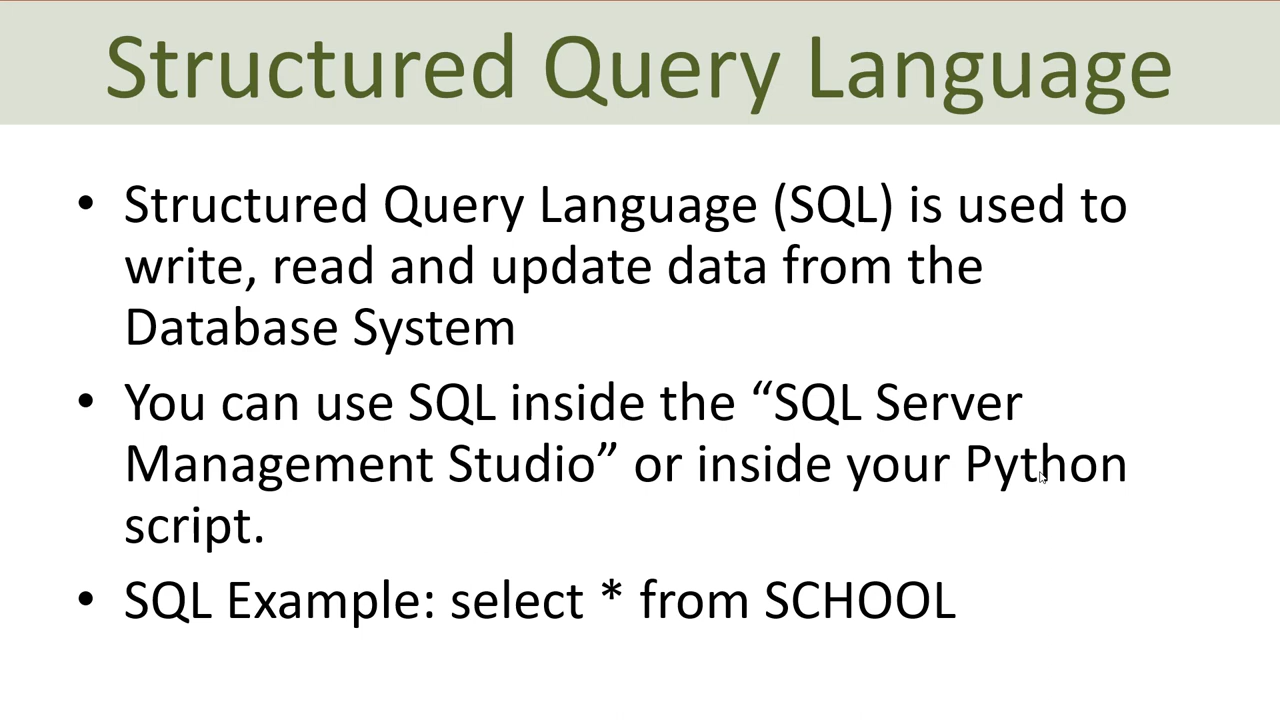 Structured Query Language
• Structured Query Language (SQL) is used to
write, read and update data from the
Database System
• You can use SQL inside the “SQL Server
Management Studio” or inside your Python
script.
• SQL Example: select * from SCHOOL